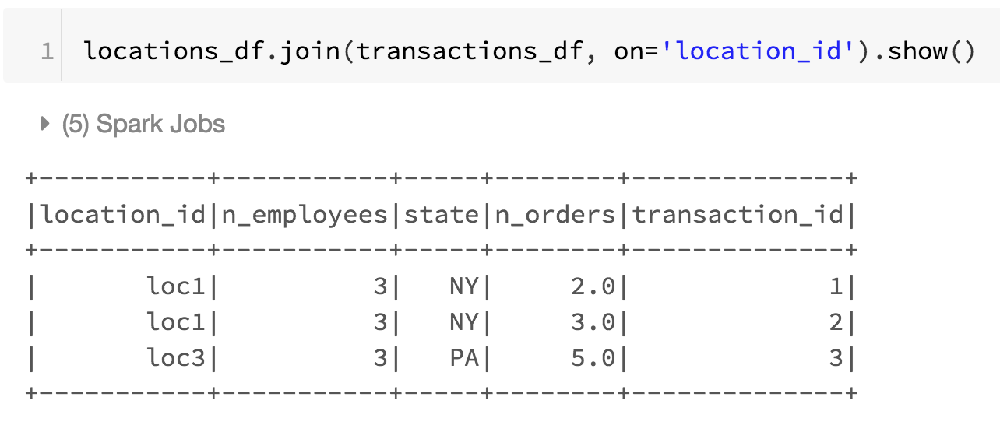 1 locations_df.join(transactions_df, on='location_id').show()
(5) Spark Jobs
+-----------+-----------+-----+--------+--------------+
|location_id|n_employees|state|n_orders|transaction_id|
+-----------+-----------+-----+--------+--------------+
|       loc1|          3|   NY|     2.0|             1|
|       loc1|          3|   NY|     3.0|             2|
|       loc3|          3|   PA|     5.0|             3|
+-----------+-----------+-----+--------+--------------+